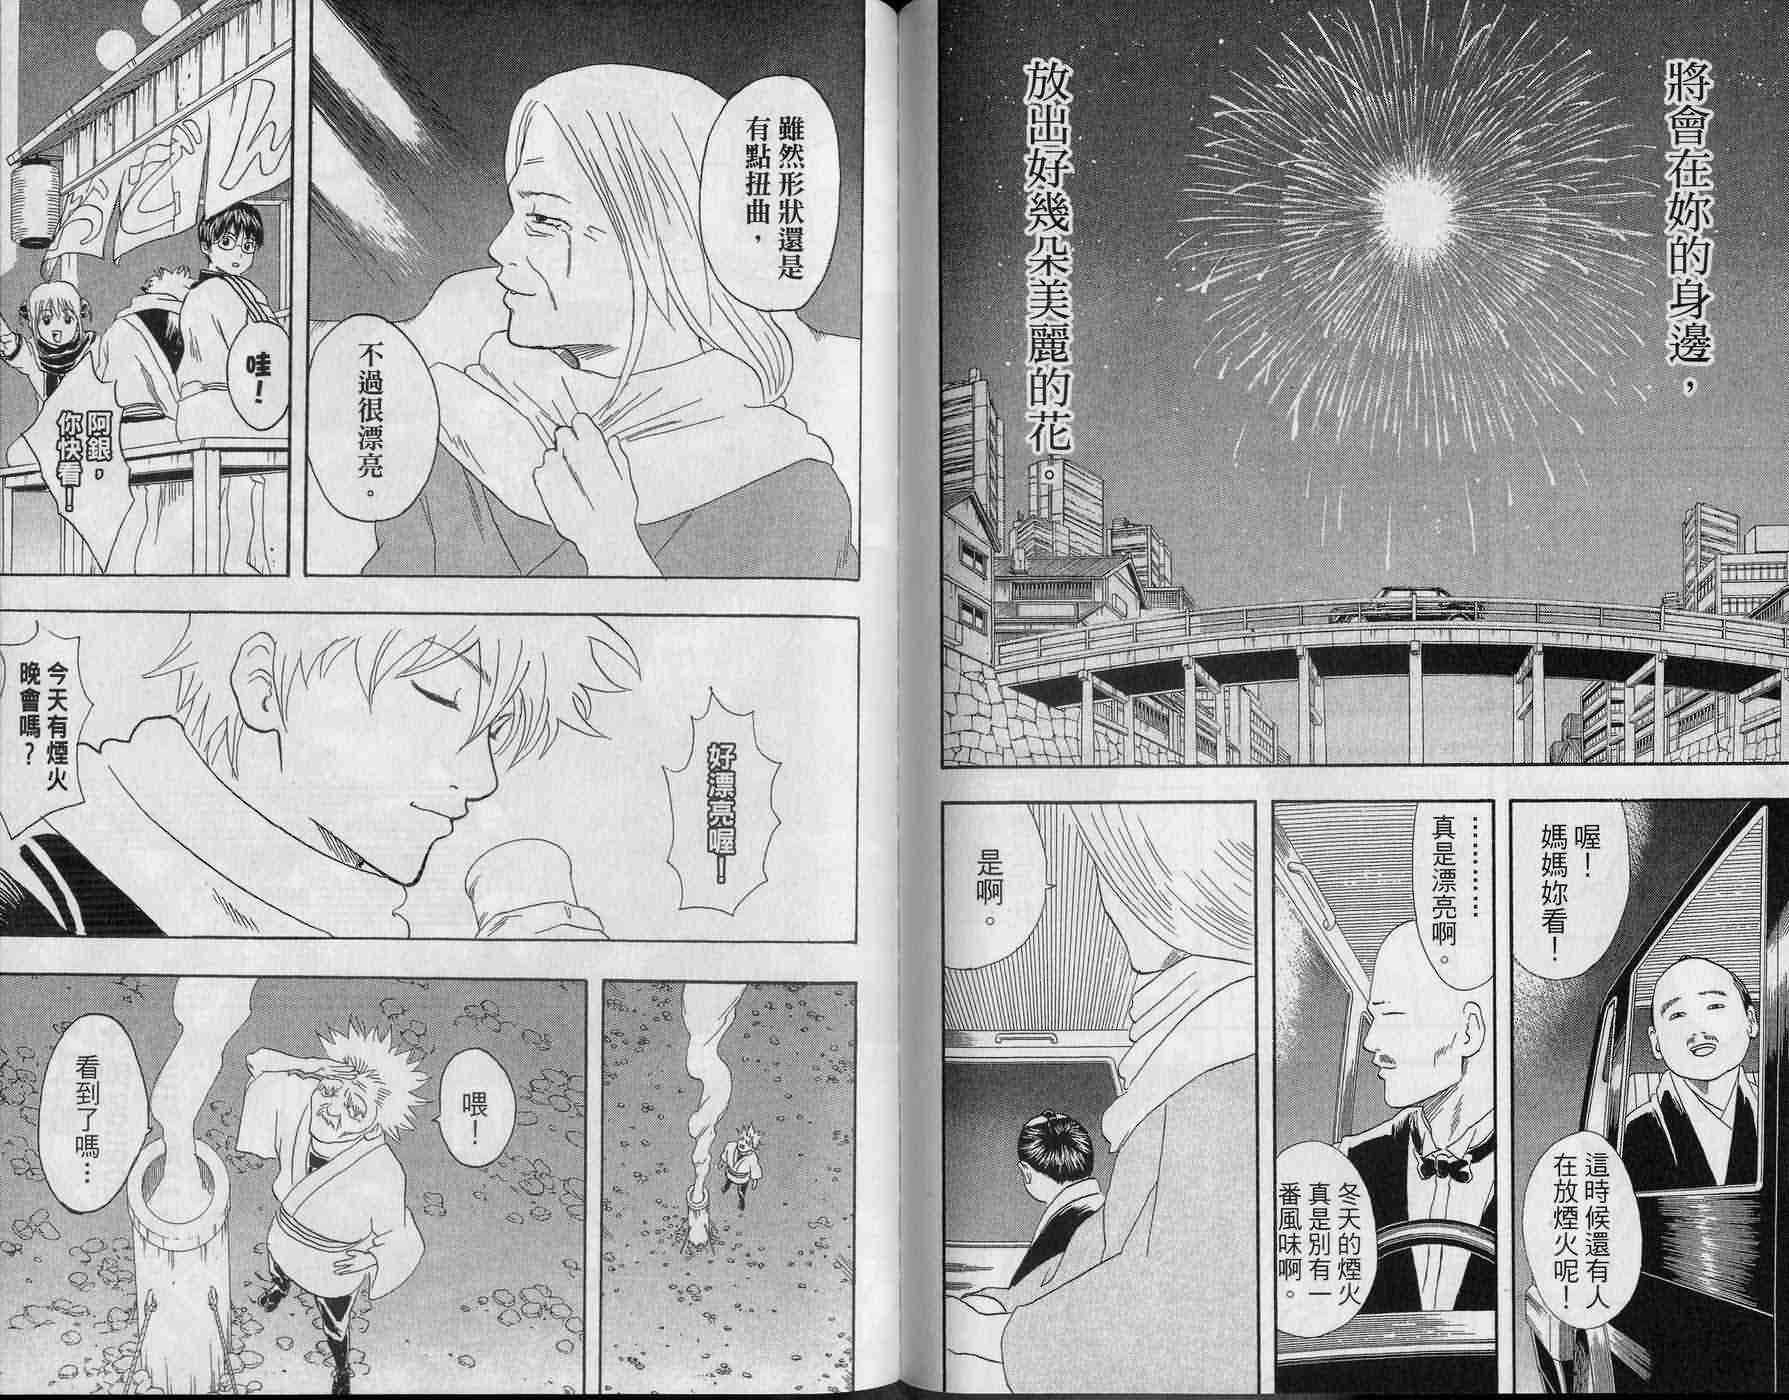 將會在妳的身邊，
放出好幾朵美麗的花。
喔！
媽媽妳看！
這時候還有人
在放煙火呢！
…………
真是漂亮啊。
冬天的煙火
真是別有一
番風味啊。
是啊。
雖然形狀還是
有點扭曲，
不過很漂亮。
おでん
哇！
阿銀，
你快看！
好漂亮喔！
今天有煙火
晚會嗎？
喂！
看到了嗎…